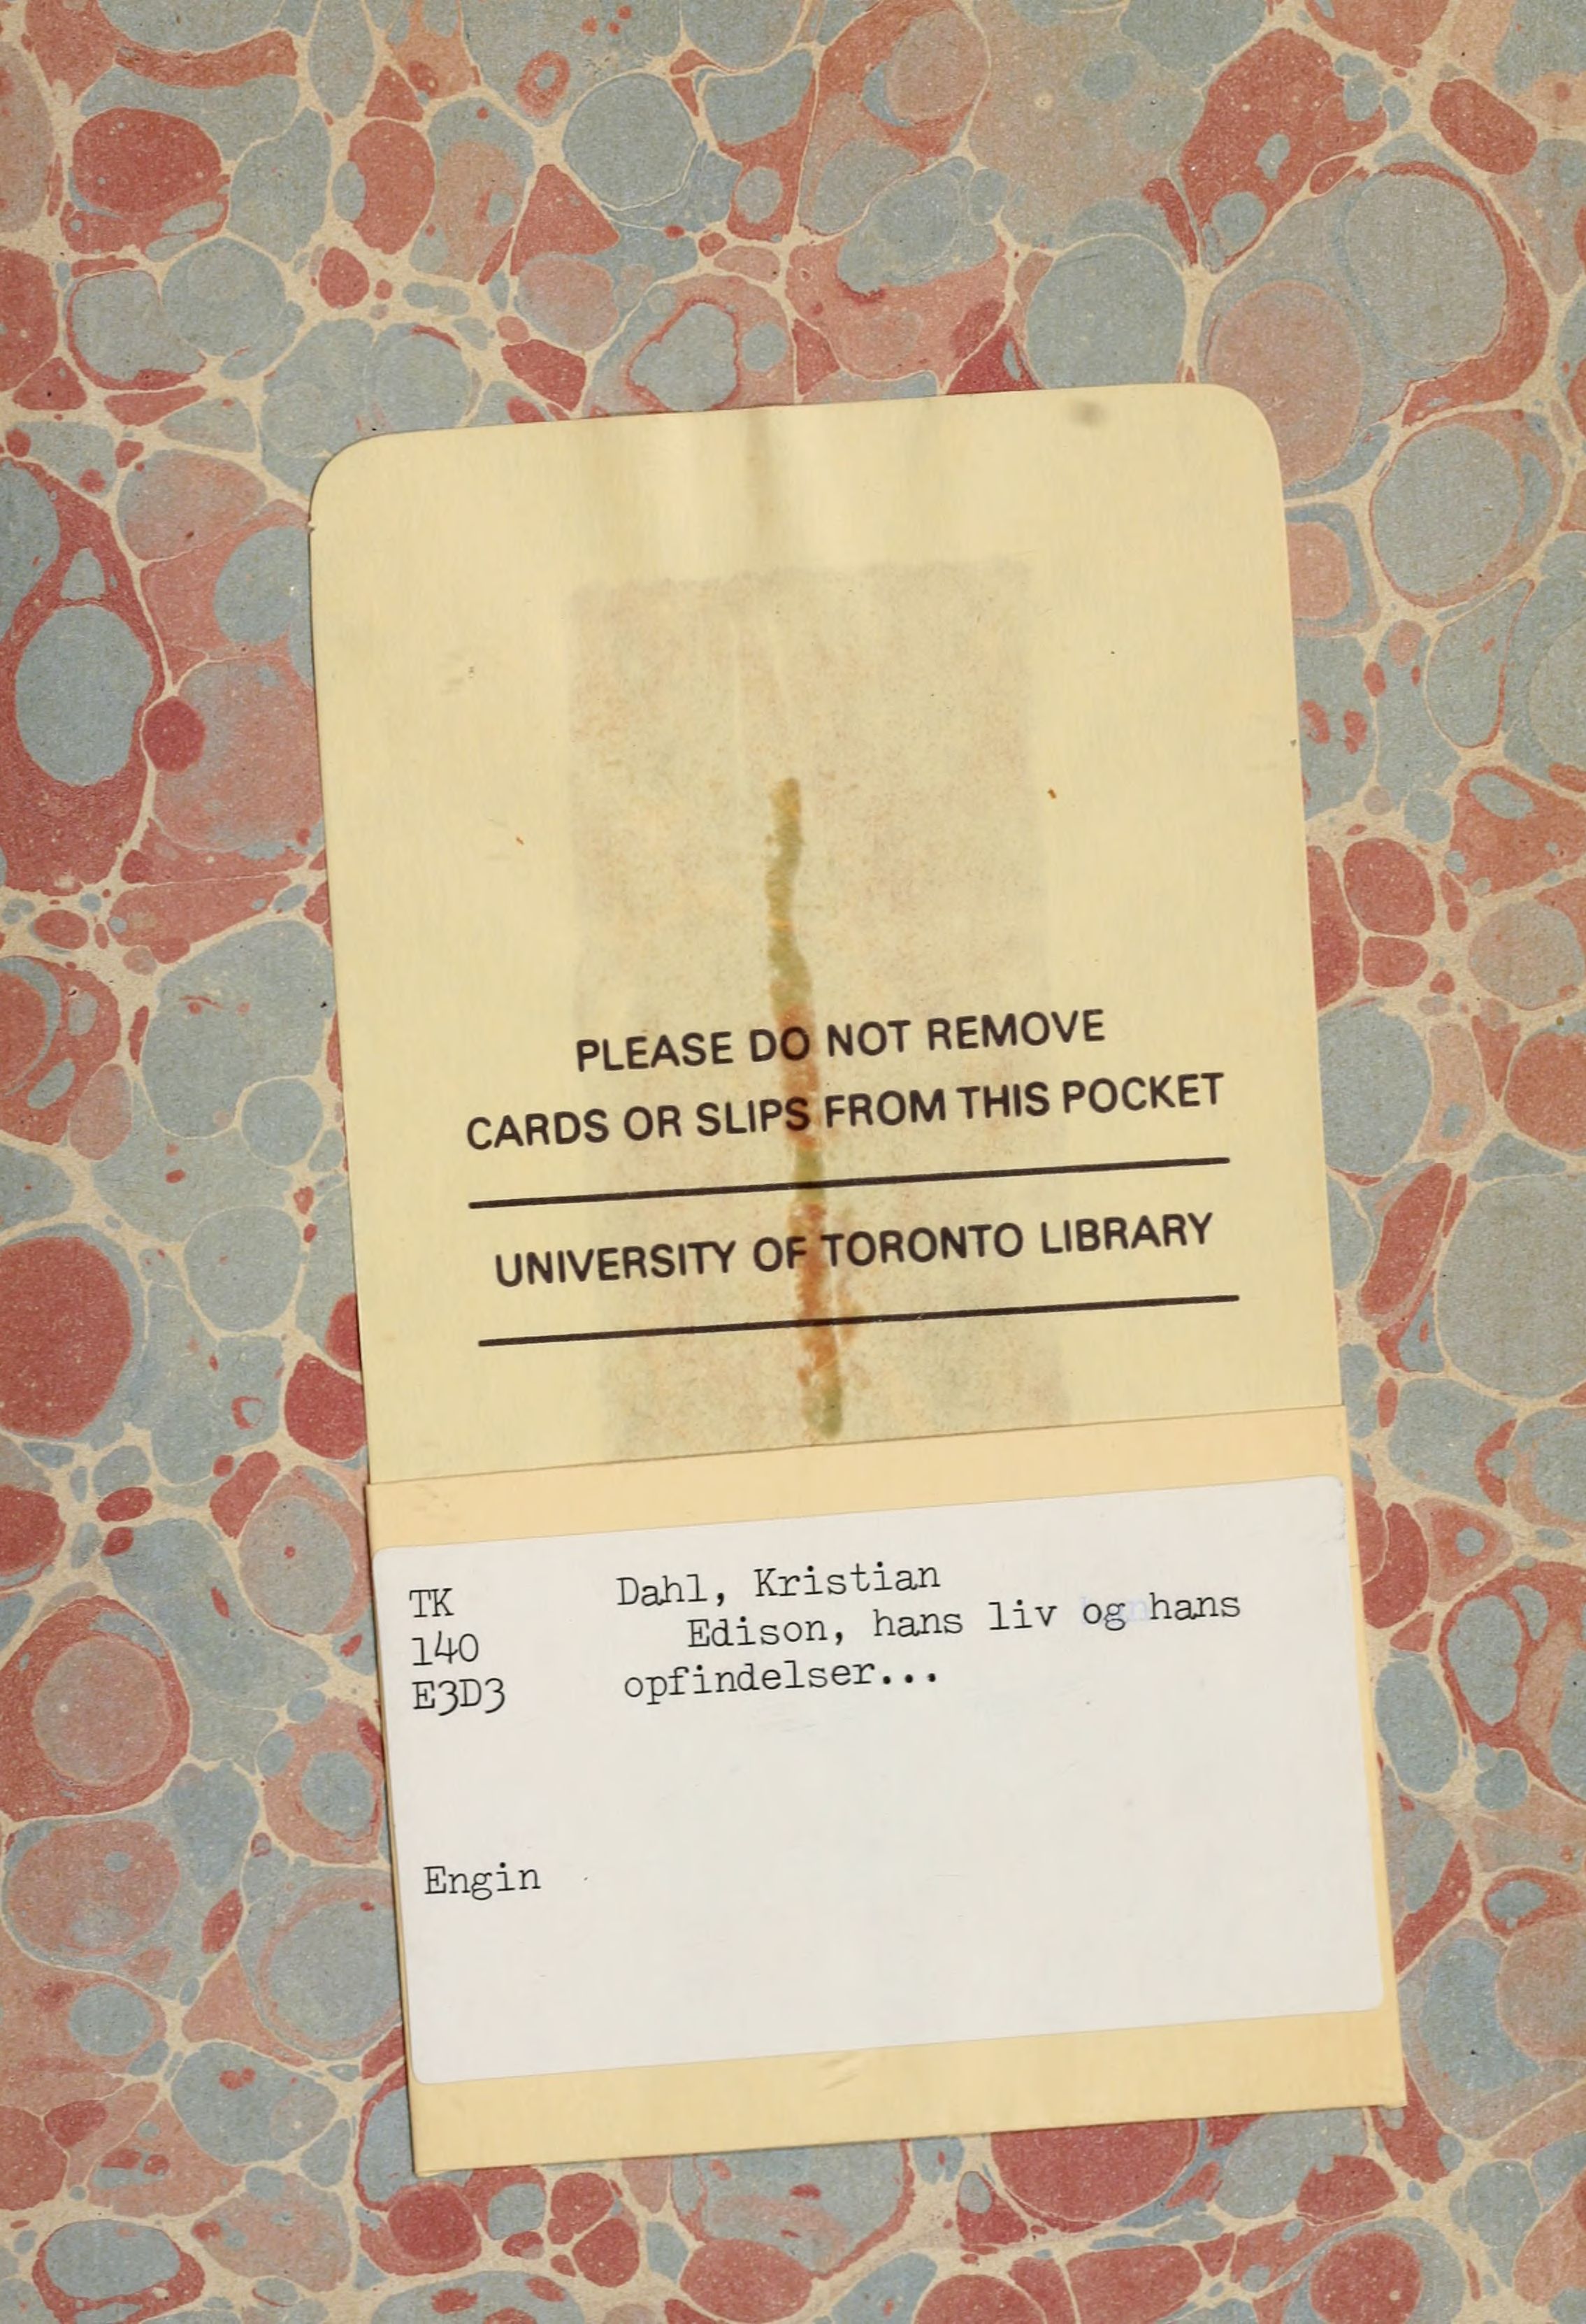 PLEASE DO NOT REMOVE
CARDS OR SLIPS FROM THIS POCKET
UNIVERSITY OF TORONTO LIBRARY
TK Dahl, Kristian
140 Edison, hans liv og hans
E3D3 opfindelser...
Engin